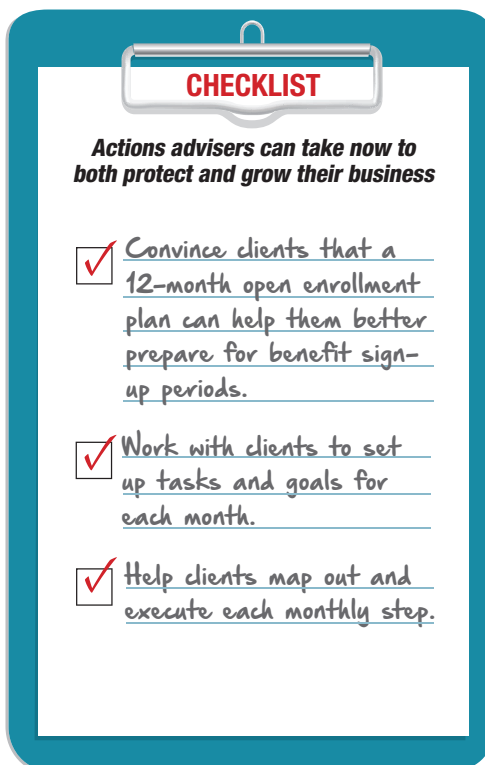 CHECKLIST
Actions advisers can take now to
both protect and grow their business
Convince clients that a
12-month open enrollment
plan can help them better
prepare for benefit sign-
up periods.
Work with clients to set
up tasks and goals for
each month.
Help clients map out and
execute each monthly step.